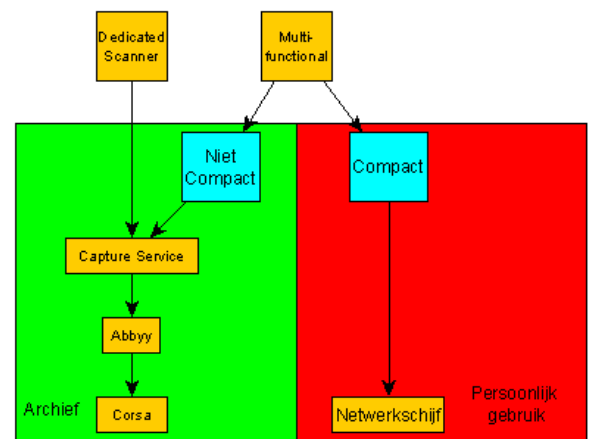 Dedicated
Scanner
Multi-
functional
Niet
Compact
Compact
Capture Service
Abbyy
Archief
Corsa
Netwerkschijf
Persoonlijk
gebruik